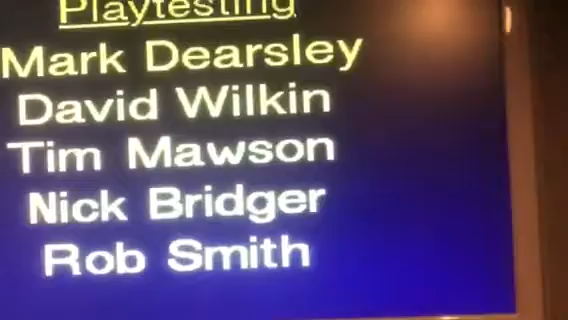 Playtesting
Mark Dearsley
David Wilkin
Tim Mawson
Nick Bridger
Rob Smith